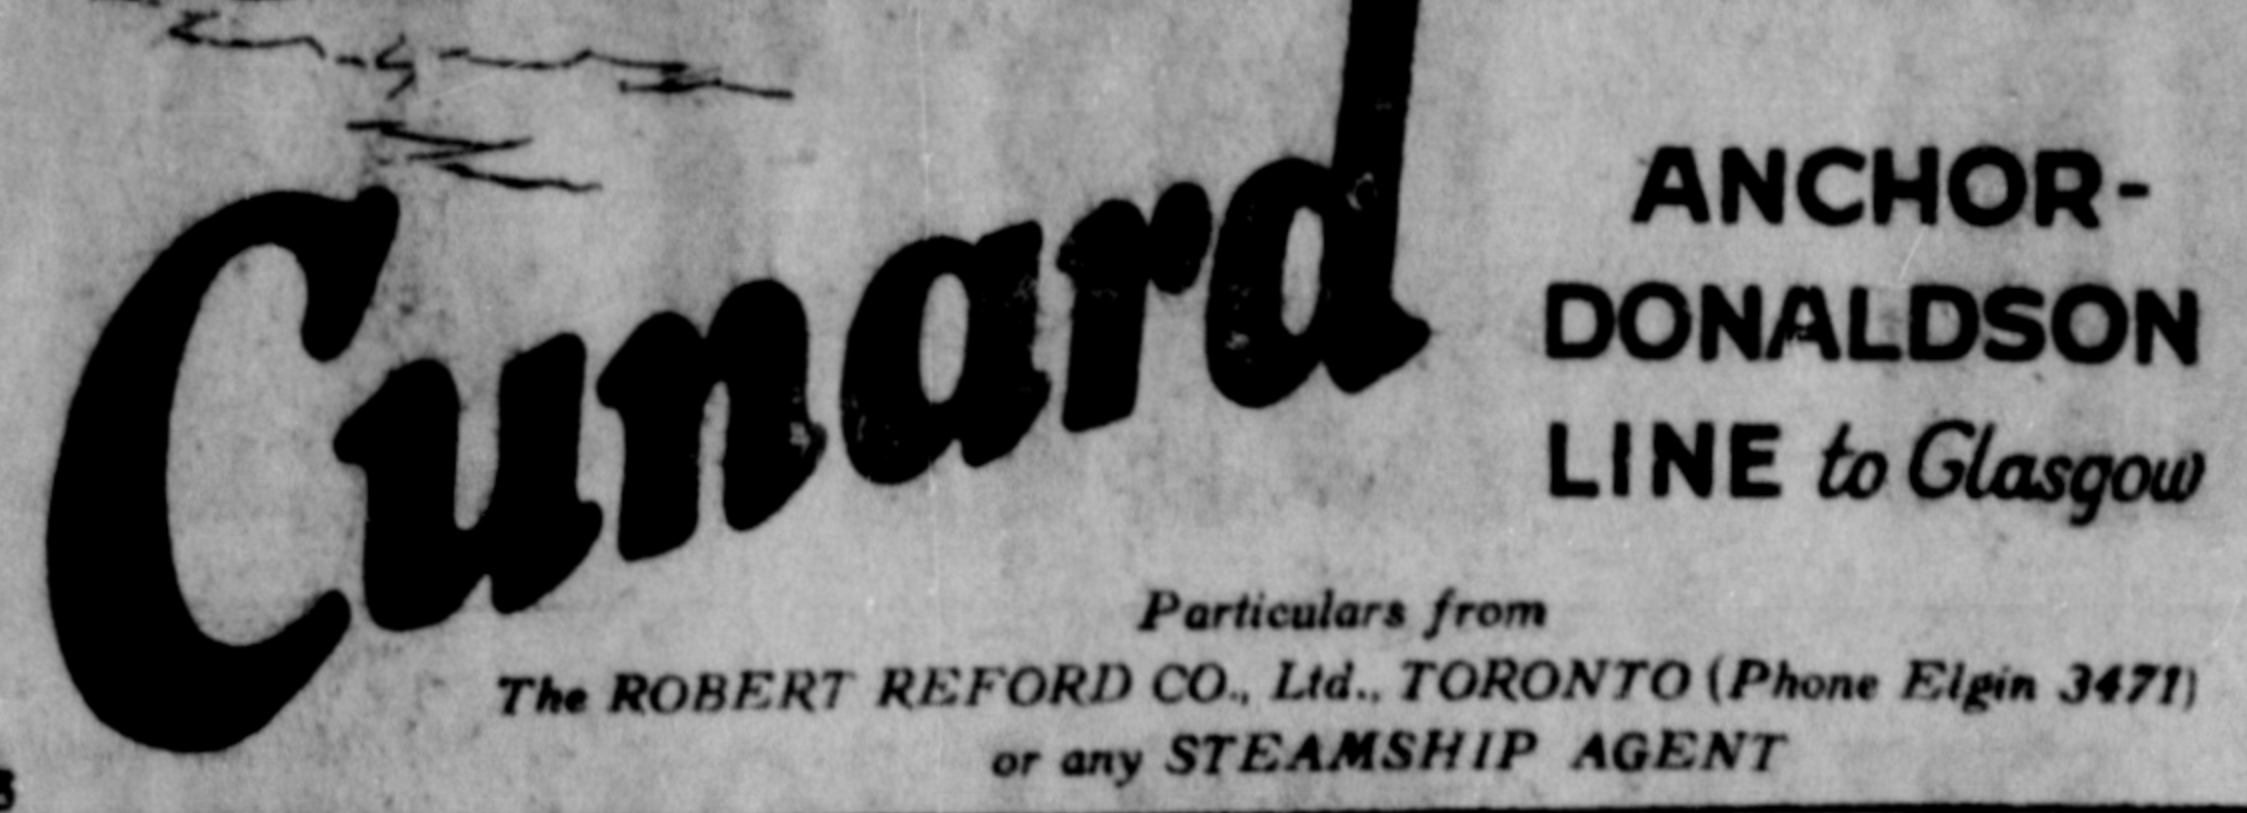 Cunard
ANCHOR-
DONALDSON
LINE to Glasgow
Particulars from
The ROBERT REFORD CO., Ltd., TORONTO (Phone Elgin 3471)
or any STEAMSHIP AGENT